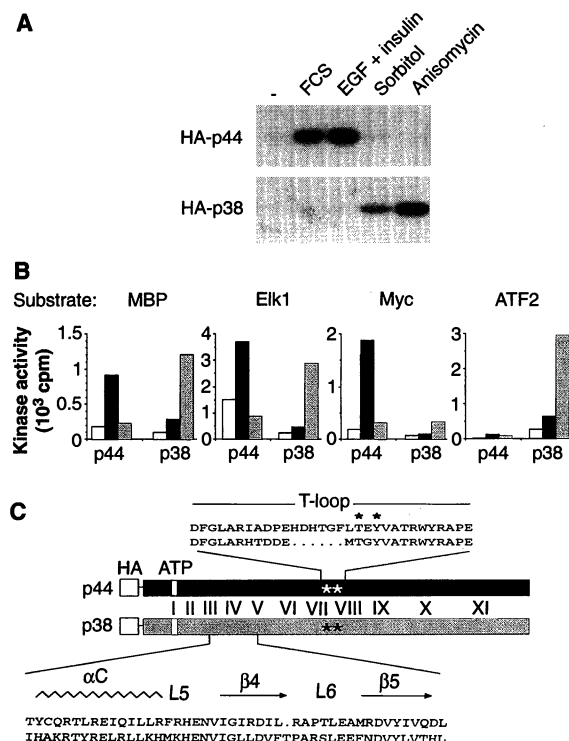 A
- FCS EGF + insulin Sorbitol Anisomycin
HA-p44
HA-p38
B
Substrate: MBP Elk1 Myc ATF2
Kinase activity
(10³ cpm)
1.5
1
0.5
0
4
3
2
1
0
2
1
0
3
2
1
0
p44 p38 p44 p38 p44 p38 p44 p38
C
T-loop
* *
DFGLARIADPEHDHTGFLTEYVATRWYRAPE
DFGLARHTDDE......MTGYVATRWYRAPE
HA ATP
p44 **
I II III IV V VI VII VIII IX X XI
p38 **
αC L5 β4 L6 β5
TYCQRTLREIQILLRFRHENVIGIRDIL.RAPTLEAMRDVYIVQDL
IHAKRTYRELRLLKHMKHENVIGLLDVFTPARSLEEFNDVYLVTHL